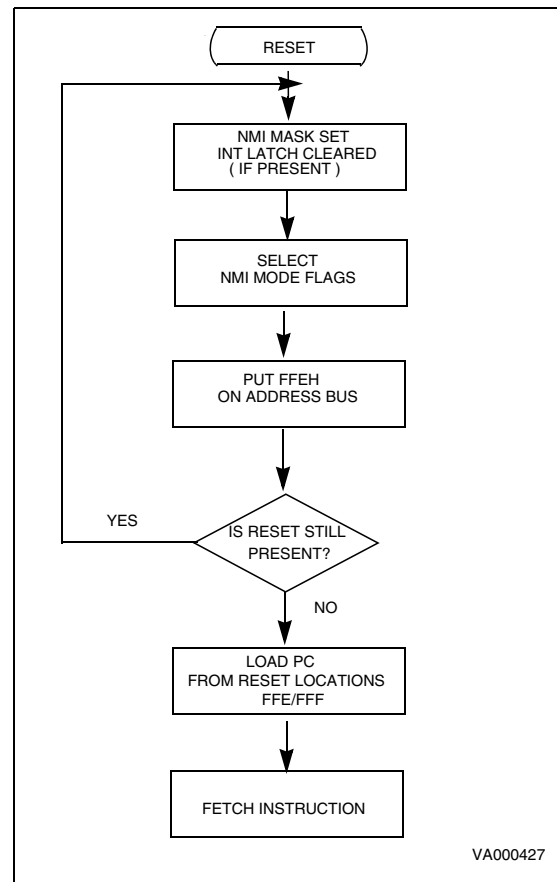 RESET
NMI MASK SET
INT LATCH CLEARED
( IF PRESENT )
SELECT
NMI MODE FLAGS
PUT FFEH
ON ADDRESS BUS
YES
IS RESET STILL
PRESENT?
NO
LOAD PC
FROM RESET LOCATIONS
FFE/FFF
FETCH INSTRUCTION
VA000427